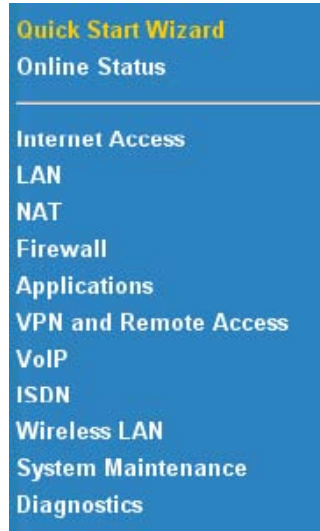 Quick Start Wizard
Online Status
Internet Access
LAN
NAT
Firewall
Applications
VPN and Remote Access
VoIP
ISDN
Wireless LAN
System Maintenance
Diagnostics